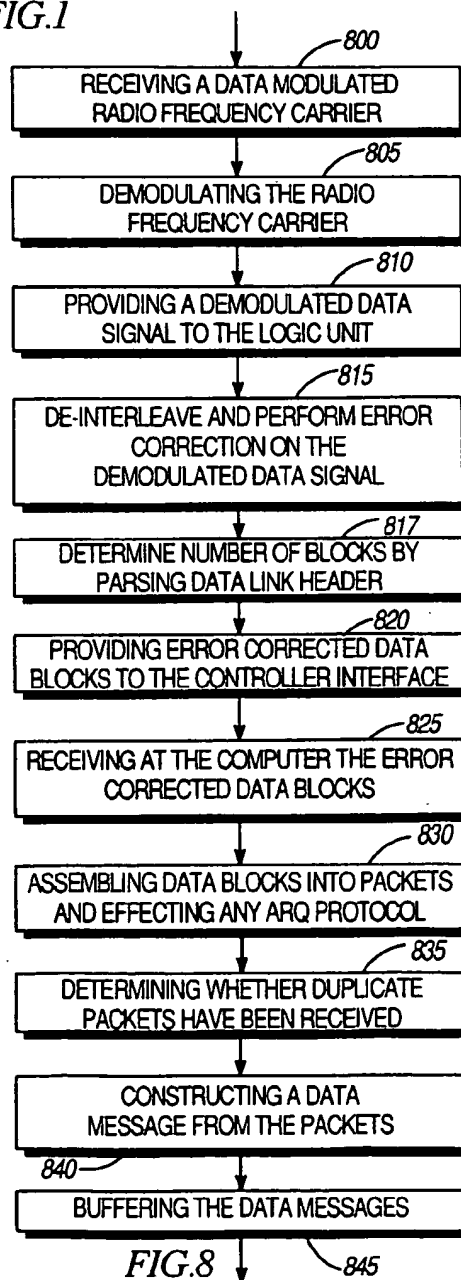 FIG.1
800
RECEIVING A DATA MODULATED
RADIO FREQUENCY CARRIER
805
DEMODULATING THE RADIO
FREQUENCY CARRIER
810
PROVIDING A DEMODULATED DATA
SIGNAL TO THE LOGIC UNIT
815
DE-INTERLEAVE AND PERFORM ERROR
CORRECTION ON THE
DEMODULATED DATA SIGNAL
817
DETERMINE NUMBER OF BLOCKS BY
PARSING DATA LINK HEADER
820
PROVIDING ERROR CORRECTED DATA
BLOCKS TO THE CONTROLLER INTERFACE
825
RECEIVING AT THE COMPUTER THE ERROR
CORRECTED DATA BLOCKS
830
ASSEMBLING DATA BLOCKS INTO PACKETS
AND EFFECTING ANY ARQ PROTOCOL
835
DETERMINING WHETHER DUPLICATE
PACKETS HAVE BEEN RECEIVED
CONSTRUCTING A DATA
MESSAGE FROM THE PACKETS
840
BUFFERING THE DATA MESSAGES
FIG.8
845